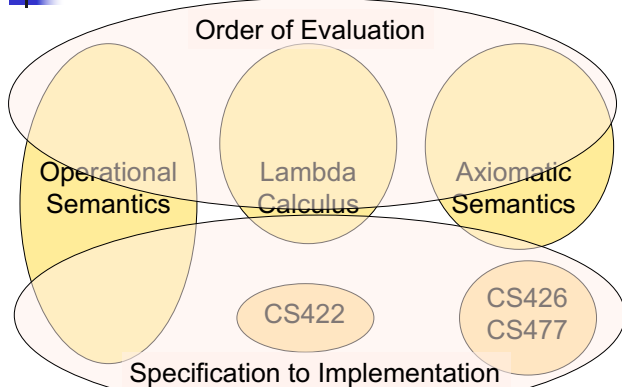 Order of Evaluation
Operational
Semantics
Lambda
Calculus
Axiomatic
Semantics
CS422
CS426
CS477
Specification to Implementation